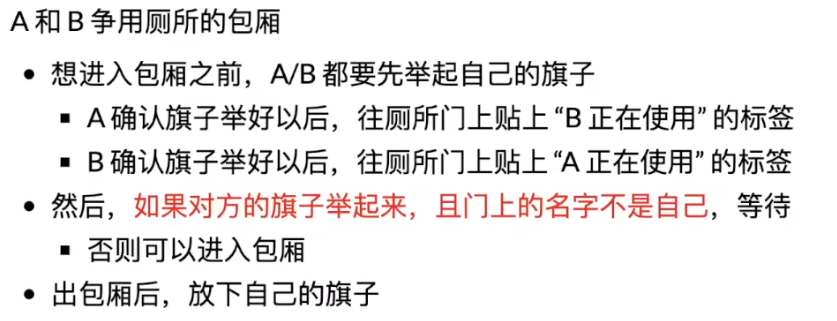 A 和 B 争用厕所的包厢
• 想进入包厢之前，A/B 都要先举起自己的旗子
▪ A 确认旗子举好以后，往厕所门上贴上 “B 正在使用” 的标签
▪ B 确认旗子举好以后，往厕所门上贴上 “A 正在使用” 的标签
• 然后，如果对方的旗子举起来，且门上的名字不是自己，等待
▪ 否则可以进入包厢
• 出包厢后，放下自己的旗子